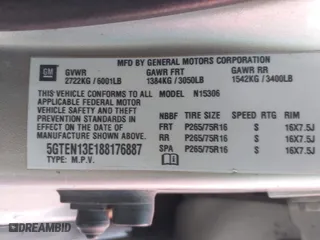 MFD BY GENERAL MOTORS CORPORATION
GM
GVWR GAWR FRT GAWR RR
2722KG / 6001LB 1384KG / 3050LB 1542KG / 3400LB
THIS VEHICLE CONFORMS TO ALL MODEL N15306
APPLICABLE U.S. FEDERAL MOTOR
VEHICLE SAFETY AND THEFT NBBF TIRE SIZE SPEED RTG RIM
PREVENTION STANDARDS IN FRT P265/75R16 S 16X7.5J
EFFECT ON THE DATE OF RR P265/75R16 S 16X7.5J
MANUFACTURE SHOWN ABOVE. SPA P265/75R16 S 16X7.5J
5GTEN13E188176887
TYPE: M.P.V.
DIRKAUTODAMAGED.COM